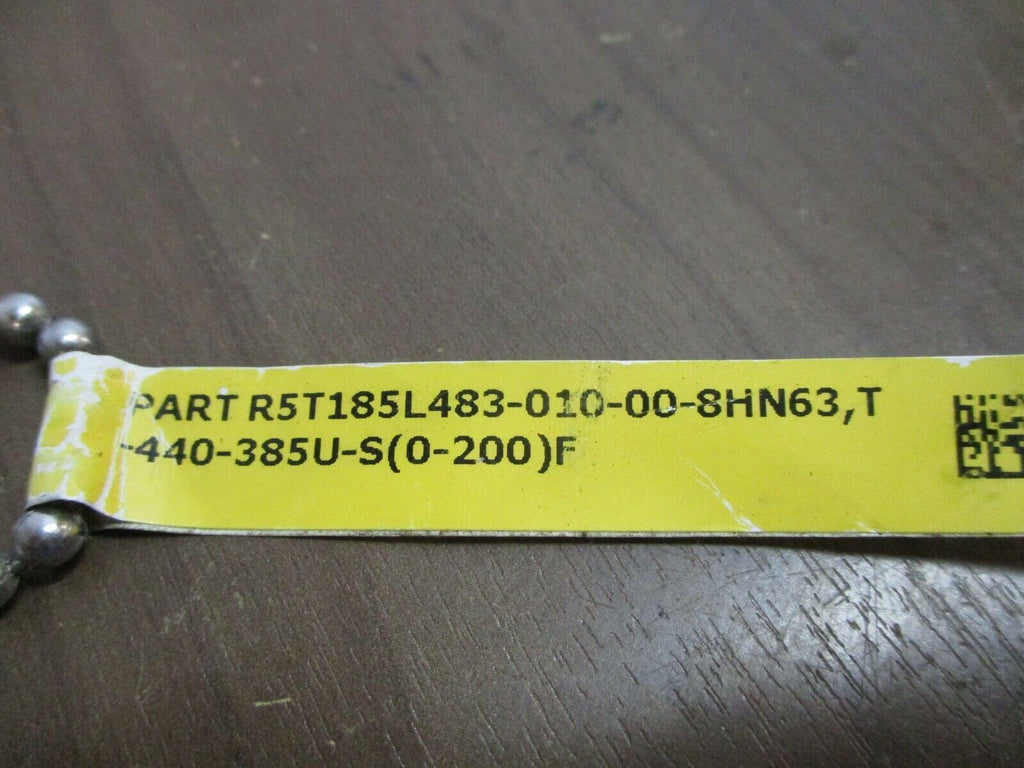 PART R5T185L483-010-00-8HN63,T
-440-385U-S(0-200)F